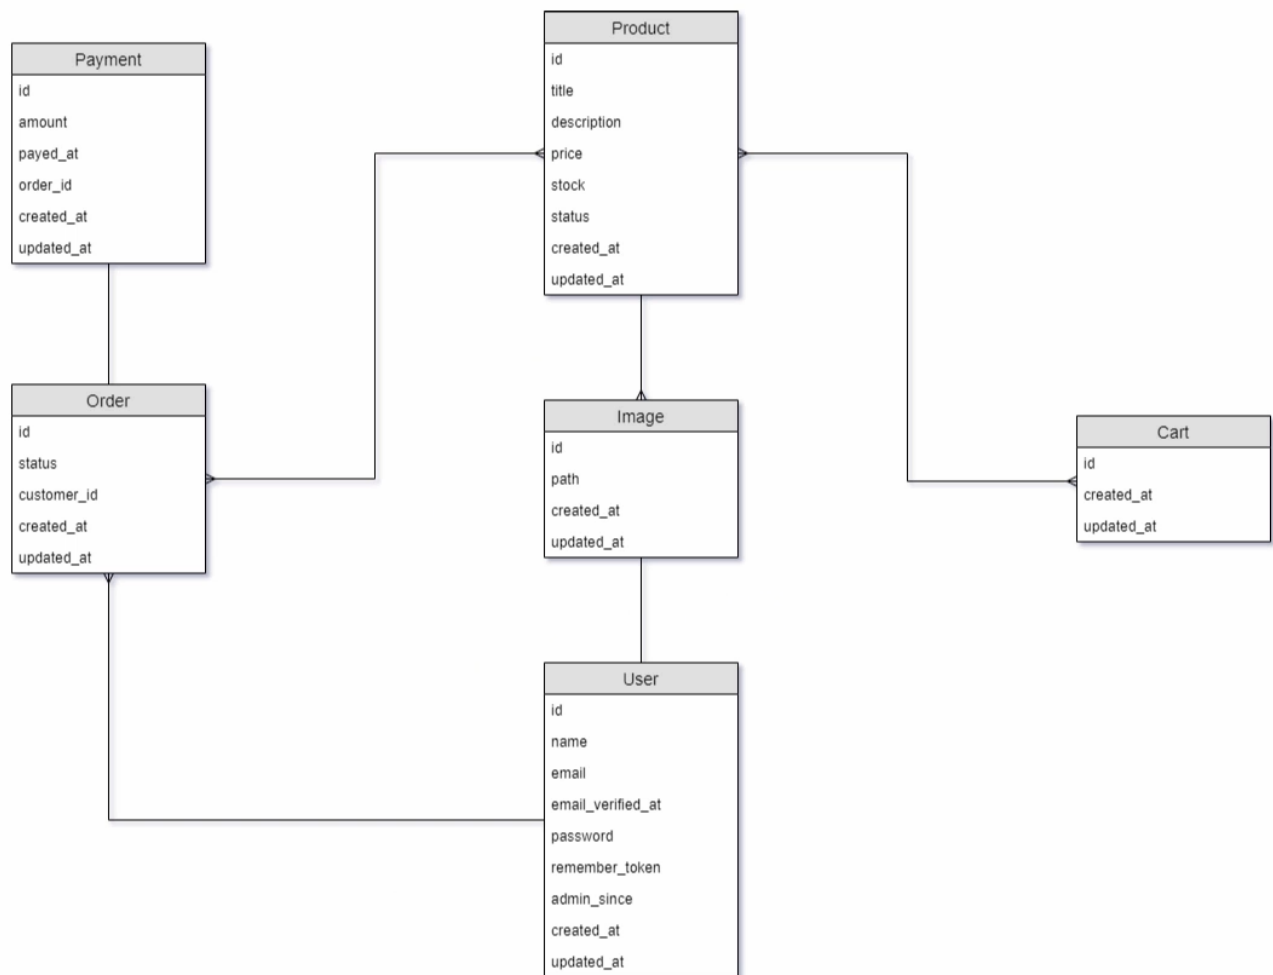 Payment
id
amount
payed_at
order_id
created_at
updated_at
Product
id
title
description
price
stock
status
created_at
updated_at
Order
id
status
customer_id
created_at
updated_at
Image
id
path
created_at
updated_at
Cart
id
created_at
updated_at
User
id
name
email
email_verified_at
password
remember_token
admin_since
created_at
updated_at